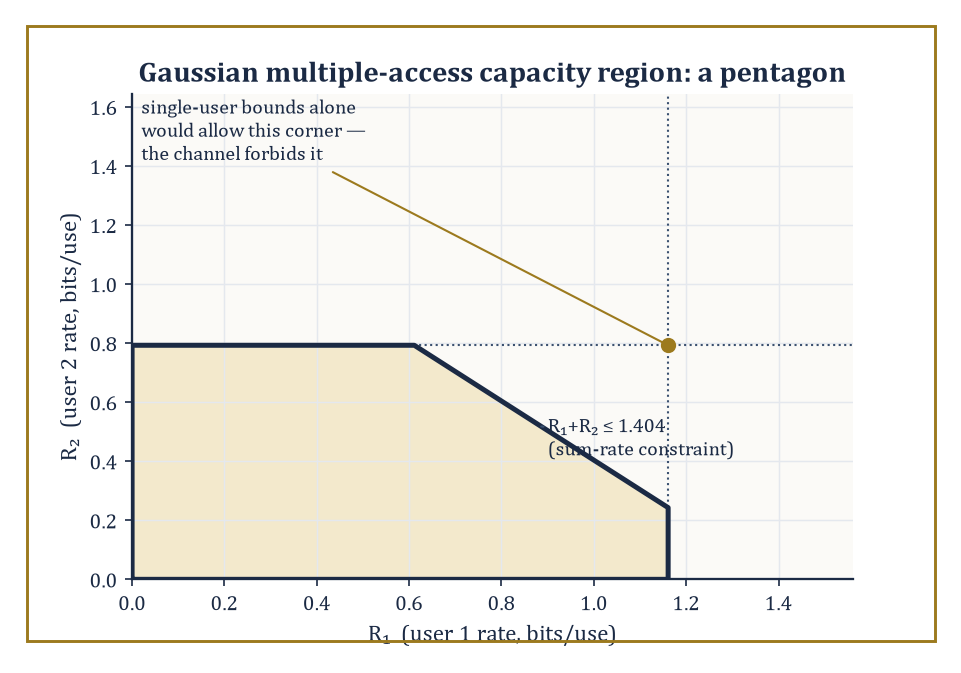 Gaussian multiple-access capacity region: a pentagon
single-user bounds alone
would allow this corner —
the channel forbids it
R₁+R₂ ≤ 1.404
(sum-rate constraint)
R₂ (user 2 rate, bits/use)
1.6
1.4
1.2
1.0
0.8
0.6
0.4
0.2
0.0
0.0 0.2 0.4 0.6 0.8 1.0 1.2 1.4
R₁ (user 1 rate, bits/use)